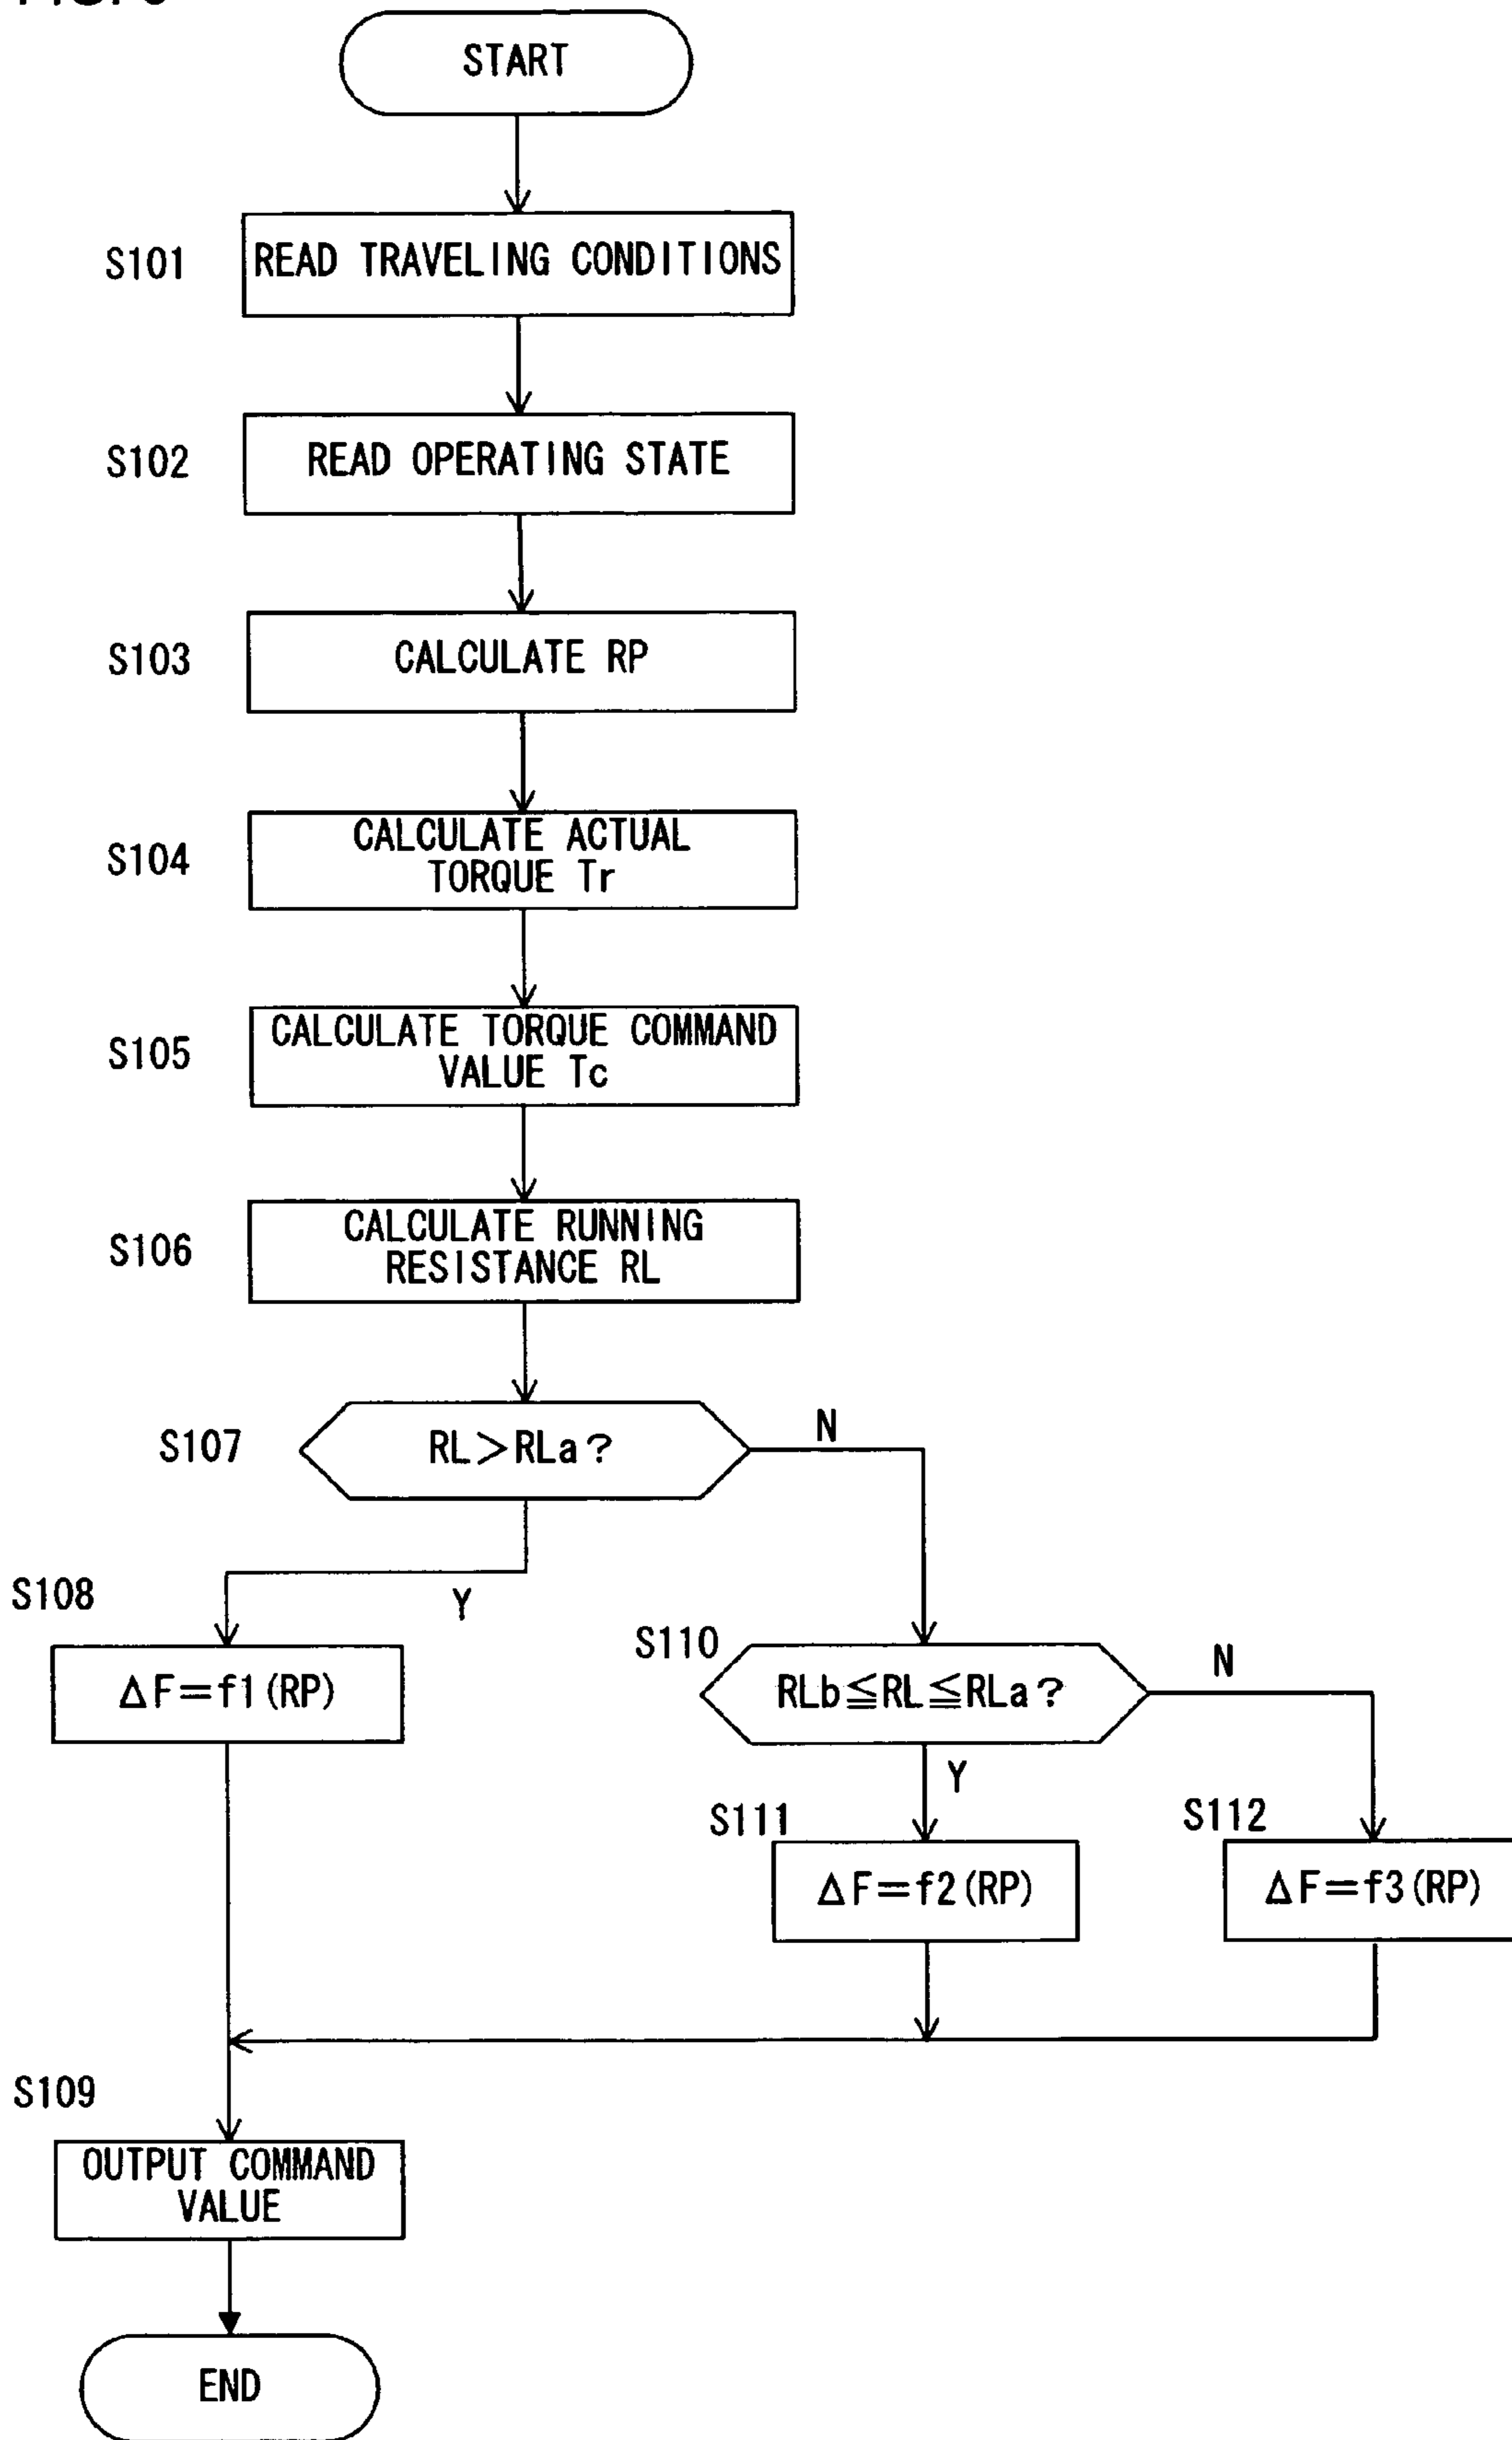 START
S101
READ TRAVELING CONDITIONS
S102
READ OPERATING STATE
S103
CALCULATE RP
S104
CALCULATE ACTUAL
TORQUE Tr
S105
CALCULATE TORQUE COMMAND
VALUE Tc
S106
CALCULATE RUNNING
RESISTANCE RL
S107
RL>RLa?
N
Y
S108
ΔF=f1(RP)
S110
RLb≦RL≦RLa?
N
Y
S111
ΔF=f2(RP)
S112
ΔF=f3(RP)
S109
OUTPUT COMMAND
VALUE
END